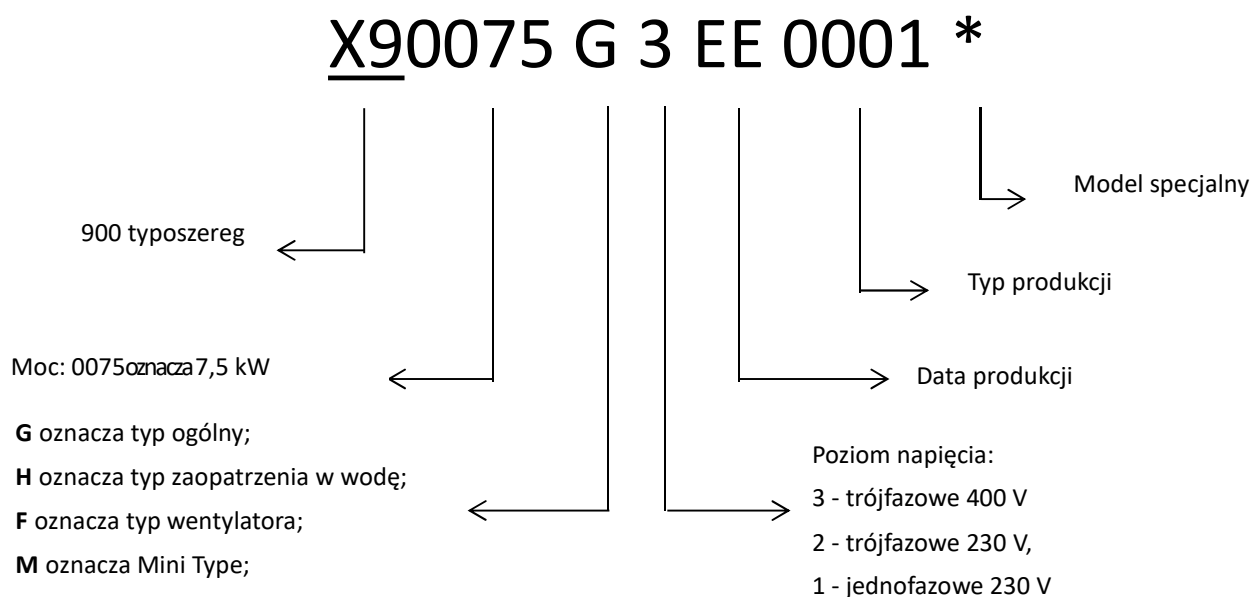 X90075 G 3 EE 0001 *
Model specjalny
900 typoszereg
Typ produkcji
Moc: 0075oznacza7,5 kW
Data produkcji
G oznacza typ ogólny;
H oznacza typ zaopatrzenia w wodę;
F oznacza typ wentylatora;
M oznacza Mini Type;
Poziom napięcia:
3 - trójfazowe 400 V
2 - trójfazowe 230 V,
1 - jednofazowe 230 V